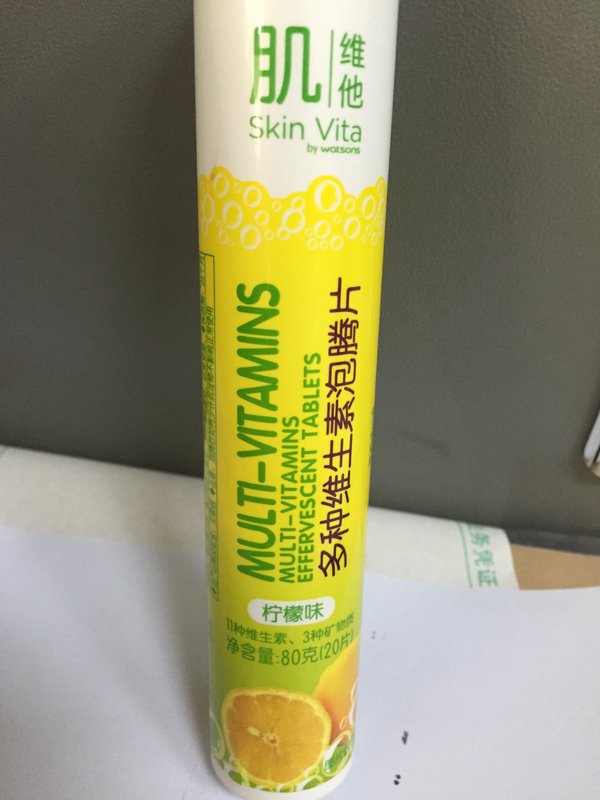 肌
维
他
Skin Vita
by watsons
MULTI-VITAMINS
MULTI-VITAMINS
EFFERVESCENT TABLETS
多种维生素泡腾片
柠檬味
11种维生素、3种矿物质
净含量:80克(20片)
凭证